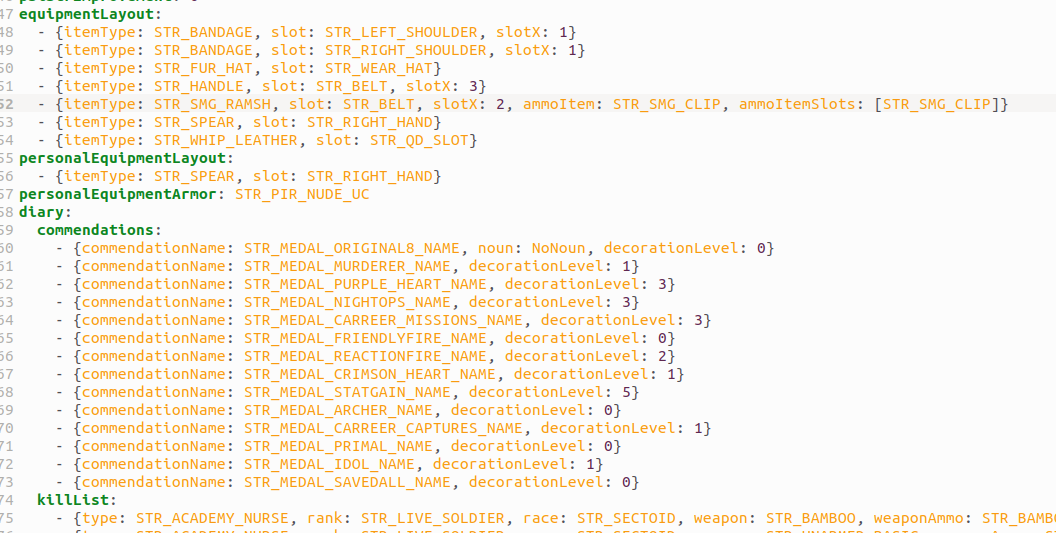 47 equipmentLayout:
48 - {itemType: STR_BANDAGE, slot: STR_LEFT_SHOULDER, slotX: 1}
49 - {itemType: STR_BANDAGE, slot: STR_RIGHT_SHOULDER, slotX: 1}
50 - {itemType: STR_FUR_HAT, slot: STR_WEAR_HAT}
51 - {itemType: STR_HANDLE, slot: STR_BELT, slotX: 3}
52 - {itemType: STR_SMG_RAMSH, slot: STR_BELT, slotX: 2, ammoItem: STR_SMG_CLIP, ammoItemSlots: [STR_SMG_CLIP]}
53 - {itemType: STR_SPEAR, slot: STR_RIGHT_HAND}
54 - {itemType: STR_WHIP_LEATHER, slot: STR_QD_SLOT}
55 personalEquipmentLayout:
56 - {itemType: STR_SPEAR, slot: STR_RIGHT_HAND}
57 personalEquipmentArmor: STR_PIR_NUDE_UC
58 diary:
59 commendations:
60 - {commendationName: STR_MEDAL_ORIGINAL8_NAME, noun: NoNoun, decorationLevel: 0}
61 - {commendationName: STR_MEDAL_MURDERER_NAME, decorationLevel: 1}
62 - {commendationName: STR_MEDAL_PURPLE_HEART_NAME, decorationLevel: 3}
63 - {commendationName: STR_MEDAL_NIGHTOPS_NAME, decorationLevel: 3}
64 - {commendationName: STR_MEDAL_CARREER_MISSIONS_NAME, decorationLevel: 3}
65 - {commendationName: STR_MEDAL_FRIENDLYFIRE_NAME, decorationLevel: 0}
66 - {commendationName: STR_MEDAL_REACTIONFIRE_NAME, decorationLevel: 2}
67 - {commendationName: STR_MEDAL_CRIMSON_HEART_NAME, decorationLevel: 1}
68 - {commendationName: STR_MEDAL_STATGAIN_NAME, decorationLevel: 5}
69 - {commendationName: STR_MEDAL_ARCHER_NAME, decorationLevel: 0}
70 - {commendationName: STR_MEDAL_CARREER_CAPTURES_NAME, decorationLevel: 1}
71 - {commendationName: STR_MEDAL_PRIMAL_NAME, decorationLevel: 0}
72 - {commendationName: STR_MEDAL_IDOL_NAME, decorationLevel: 1}
73 - {commendationName: STR_MEDAL_SAVEDALL_NAME, decorationLevel: 0}
74 killList:
75 - {type: STR_ACADEMY_NURSE, rank: STR_LIVE_SOLDIER, race: STR_SECTOID, weapon: STR_BAMBOO, weaponAmmo: STR_BAMB